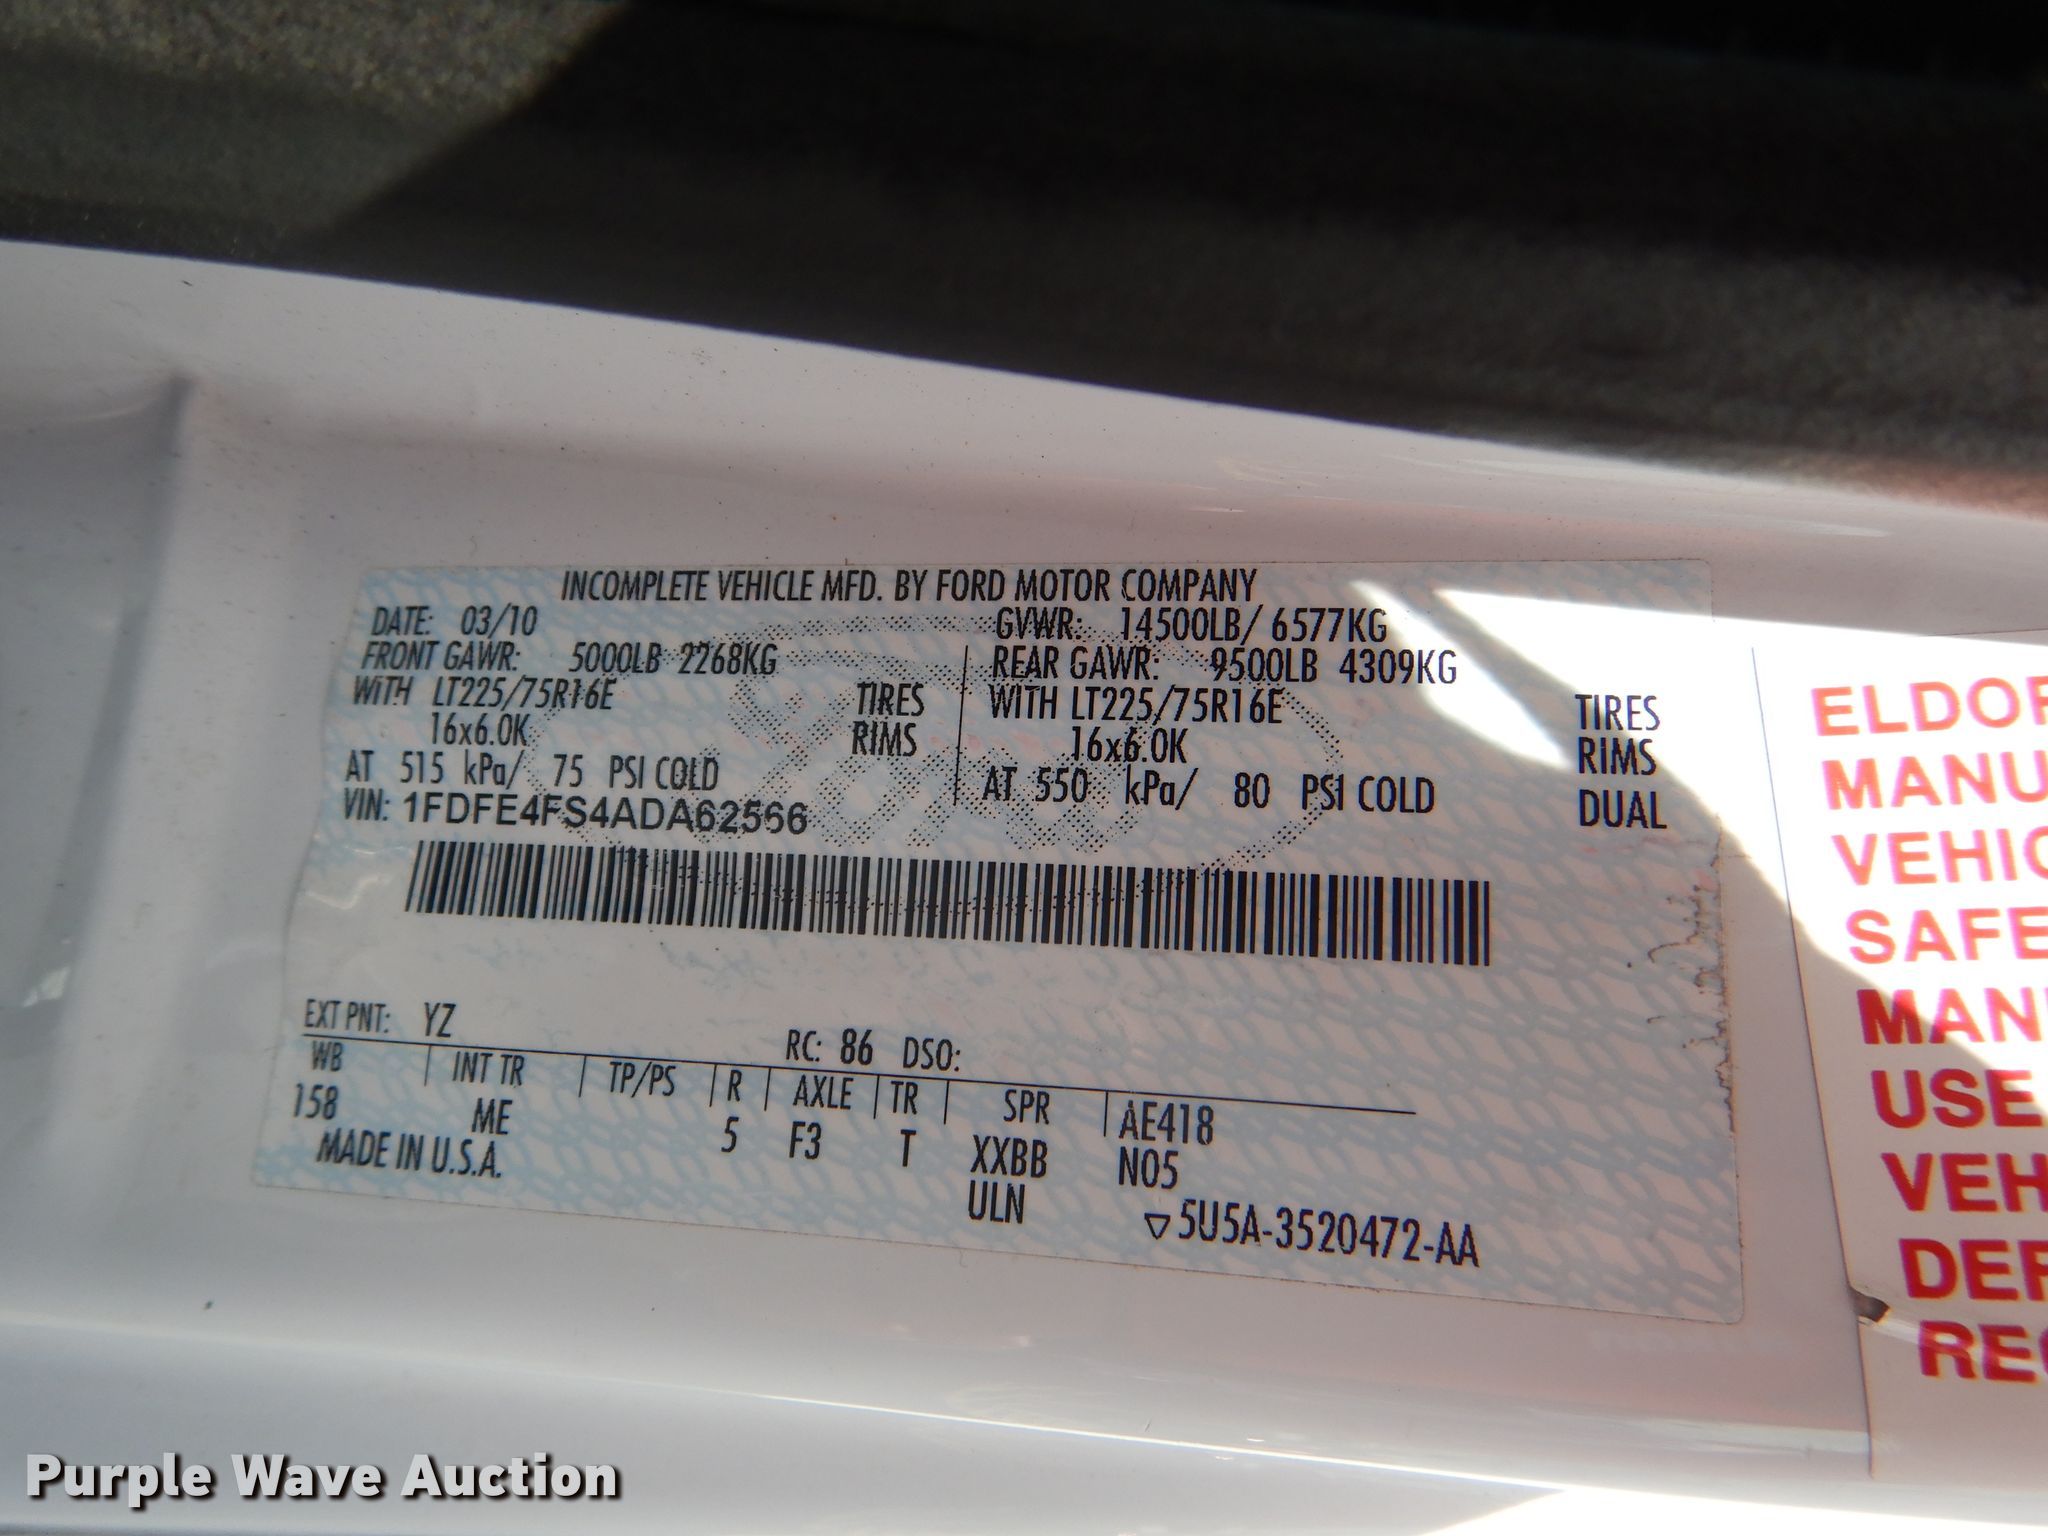 INCOMPLETE VEHICLE MFD. BY FORD MOTOR COMPANY
DATE: 03/10 GVWR: 14500LB/ 6577KG
FRONT GAWR: 5000LB 2268KG REAR GAWR: 9500LB 4309KG
WITH LT225/75R16E TIRES WITH LT225/75R16E TIRES
16x6.0K RIMS 16x6.0K RIMS
AT 515 kPa/ 75 PSI COLD AT 550 kPa/ 80 PSI COLD DUAL
VIN: 1FDFE4FS4ADA62566
EXT PNT: YZ RC: 86 DSO:
WB INT TR TP/PS R AXLE TR SPR AE418
158 ME 5 F3 T XXBB N05
MADE IN U.S.A. ULN ▽5U5A-3520472-AA
ELDOR
MANU
VEHIC
SAFE
MAN
USE
VEH
DEF
REC
Purple Wave Auction